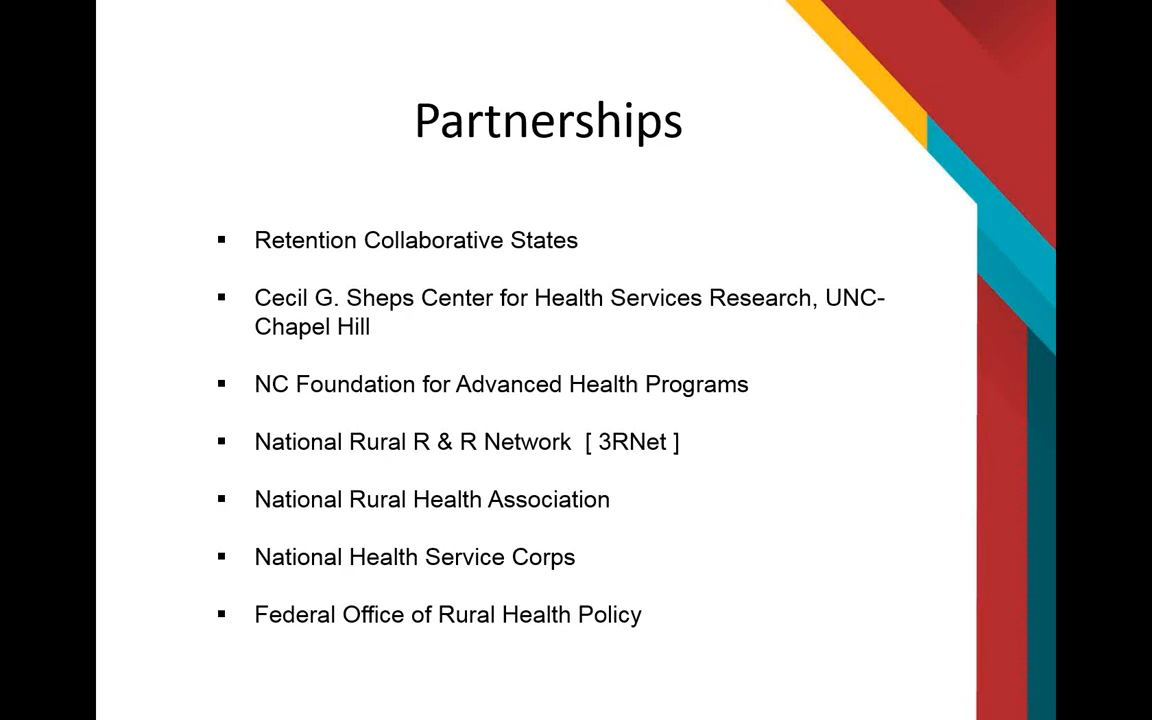 Partnerships
▪ Retention Collaborative States
▪ Cecil G. Sheps Center for Health Services Research, UNC-
Chapel Hill
▪ NC Foundation for Advanced Health Programs
▪ National Rural R & R Network  [ 3RNet ]
▪ National Rural Health Association
▪ National Health Service Corps
▪ Federal Office of Rural Health Policy